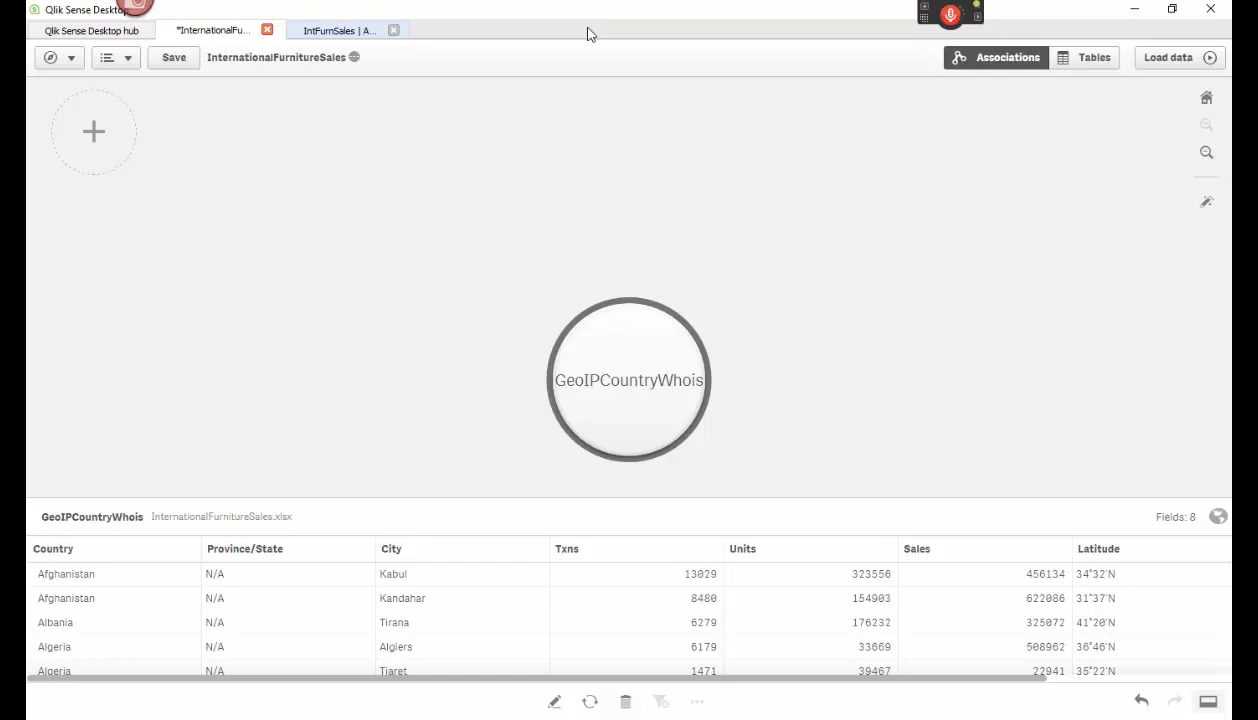 Qlik Sense Desktop
Qlik Sense Desktop hub
*InternationalFu...
IntFurnSales | A...
Save
InternationalFurnitureSales
Associations
Tables
Load data
GeoIPCountryWhois
GeoIPCountryWhois InternationalFurnitureSales.xlsx
Fields: 8
Country Province/State City Txns Units Sales Latitude
Afghanistan N/A Kabul 13029 323556 456134 34°32'N
Afghanistan N/A Kandahar 8480 154903 622086 31°37'N
Albania N/A Tirana 6279 176232 325072 41°20'N
Algeria N/A Algiers 6179 33669 508962 36°46'N
Algeria N/A Tiaret 1471 39467 22941 35°22'N